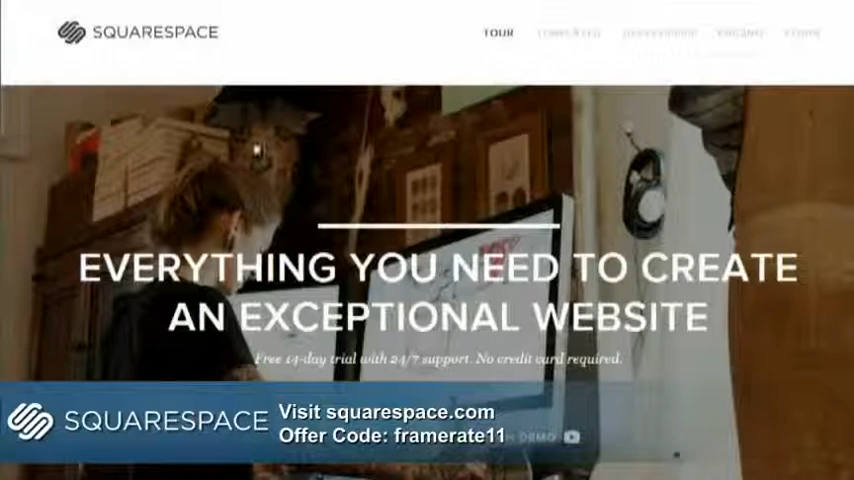 SQUARESPACE
TOUR
EVERYTHING YOU NEED TO CREATE
AN EXCEPTIONAL WEBSITE
Free 14-day trial with 24/7 support. No credit card required.
SQUARESPACE
Visit squarespace.com
Offer Code: framerate11
DEMO